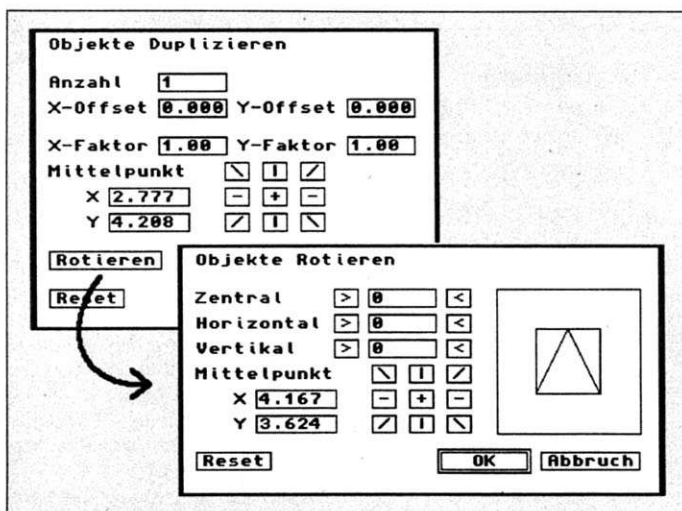 Objekte Duplizieren
Anzahl 1
X-Offset 0.000 Y-Offset 0.000
X-Faktor 1.00 Y-Faktor 1.00
Mittelpunkt \ | /
X 2.777 - + -
Y 4.208 / | \
Rotieren
Reset
Objekte Rotieren
Zentral > 0 <
Horizontal > 0 <
Vertikal > 0 <
Mittelpunkt \ | /
X 4.167 - + -
Y 3.624 / | \
Reset OK Abbruch